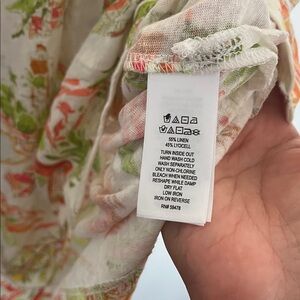 55% LINEN
45% LYOCELL
TURN INSIDE OUT
HAND WASH COLD
WASH SEPARATELY
ONLY NON-CHLORINE
BLEACH WHEN NEEDED
RESHAPE WHILE DAMP
DRY FLAT
LOW IRON
IRON ON REVERSE
RN# 59478